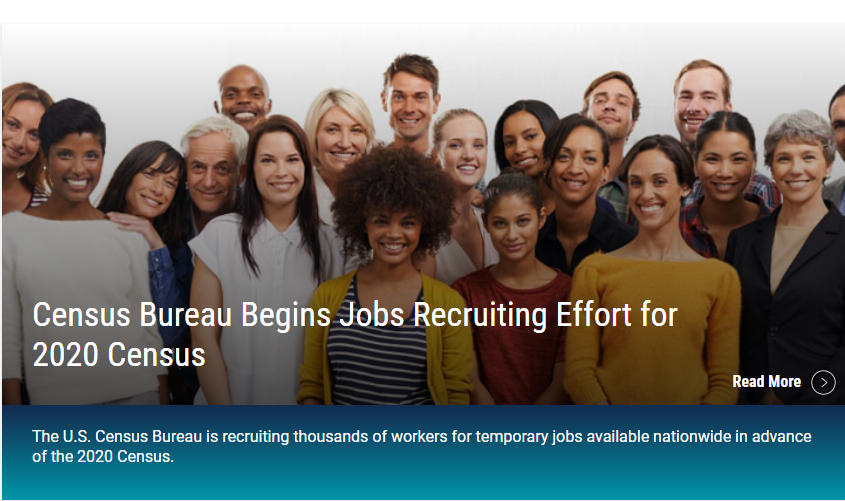 Census Bureau Begins Jobs Recruiting Effort for
2020 Census
Read More
The U.S. Census Bureau is recruiting thousands of workers for temporary jobs available nationwide in advance
of the 2020 Census.